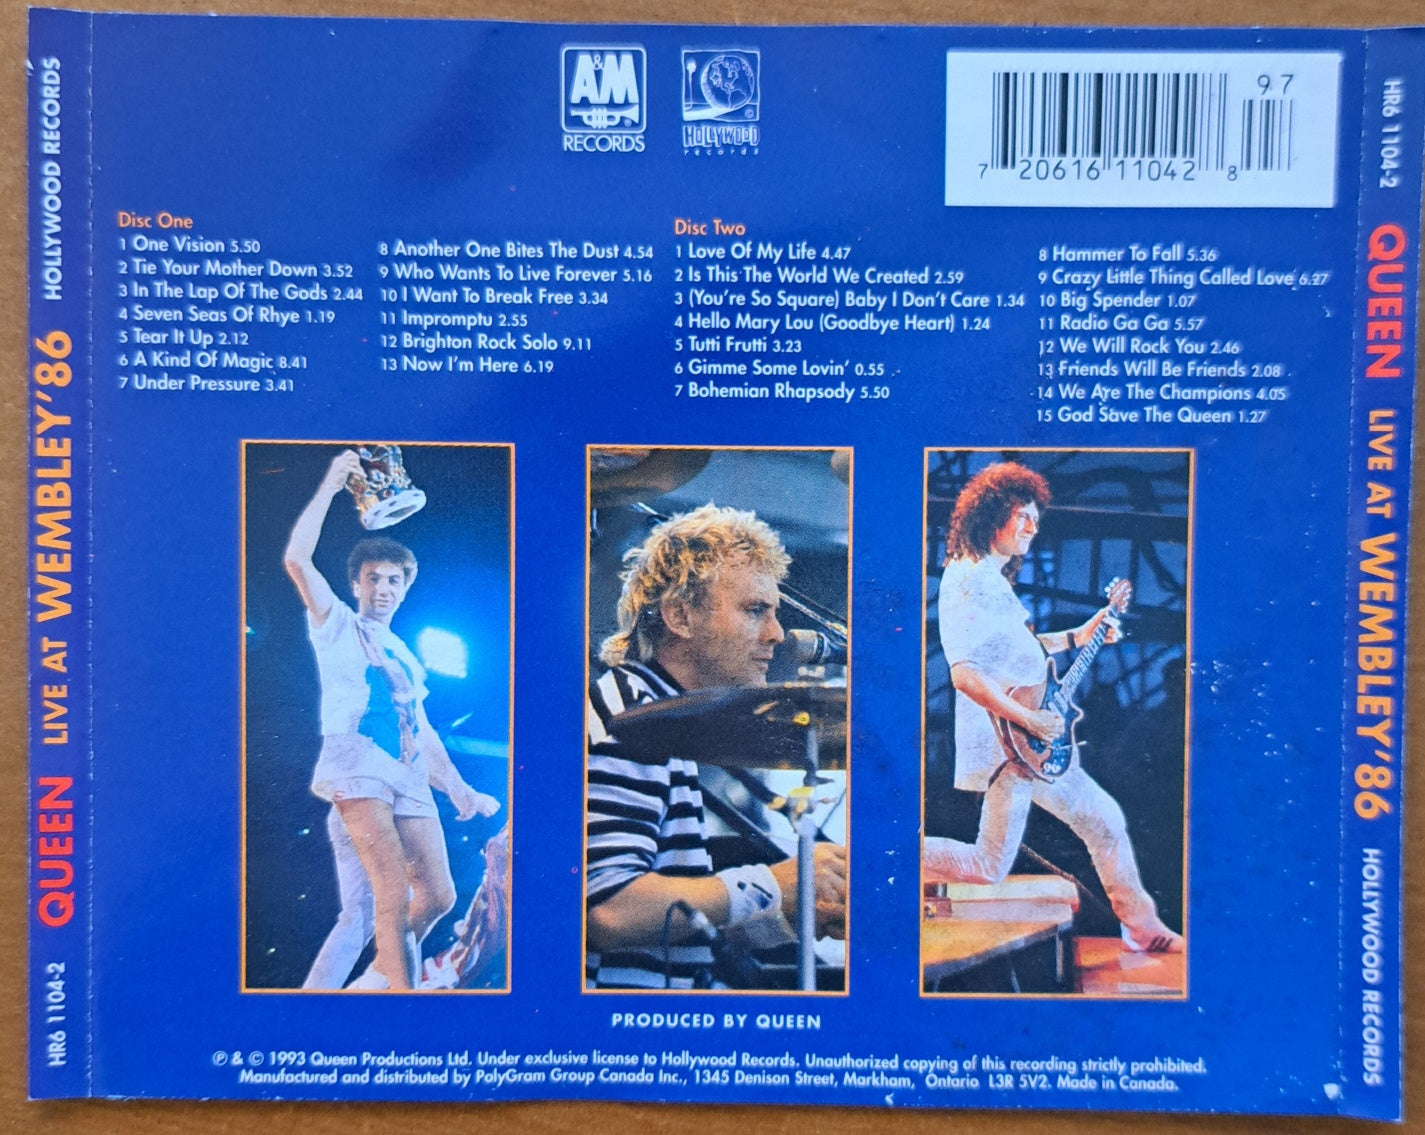 HR6 1104-2 QUEEN LIVE AT WEMBLEY'86 HOLLYWOOD RECORDS
A&M
RECORDS
HOLLYWOOD
records
97
7 20616 11042 8
Disc One
1 One Vision 5.50
2 Tie Your Mother Down 3.52
3 In The Lap Of The Gods 2.44
4 Seven Seas Of Rhye 1.19
5 Tear It Up 2.12
6 A Kind Of Magic 8.41
7 Under Pressure 3.41
8 Another One Bites The Dust 4.54
9 Who Wants To Live Forever 5.16
10 I Want To Break Free 3.34
11 Impromptu 2.55
12 Brighton Rock Solo 9.11
13 Now I'm Here 6.19
Disc Two
1 Love Of My Life 4.47
2 Is This The World We Created 2.59
3 (You're So Square) Baby I Don't Care 1.34
4 Hello Mary Lou (Goodbye Heart) 1.24
5 Tutti Frutti 3.23
6 Gimme Some Lovin' 0.55
7 Bohemian Rhapsody 5.50
8 Hammer To Fall 5.36
9 Crazy Little Thing Called Love 6.27
10 Big Spender 1.07
11 Radio Ga Ga 5.57
12 We Will Rock You 2.46
13 Friends Will Be Friends 2.08
14 We Are The Champions 4.05
15 God Save The Queen 1.27
PRODUCED BY QUEEN
℗ & © 1993 Queen Productions Ltd. Under exclusive license to Hollywood Records. Unauthorized copying of this recording strictly prohibited.
Manufactured and distributed by PolyGram Group Canada Inc., 1345 Denison Street, Markham, Ontario L3R 5V2. Made in Canada.
HR6 1104-2 QUEEN LIVE AT WEMBLEY'86 HOLLYWOOD RECORDS